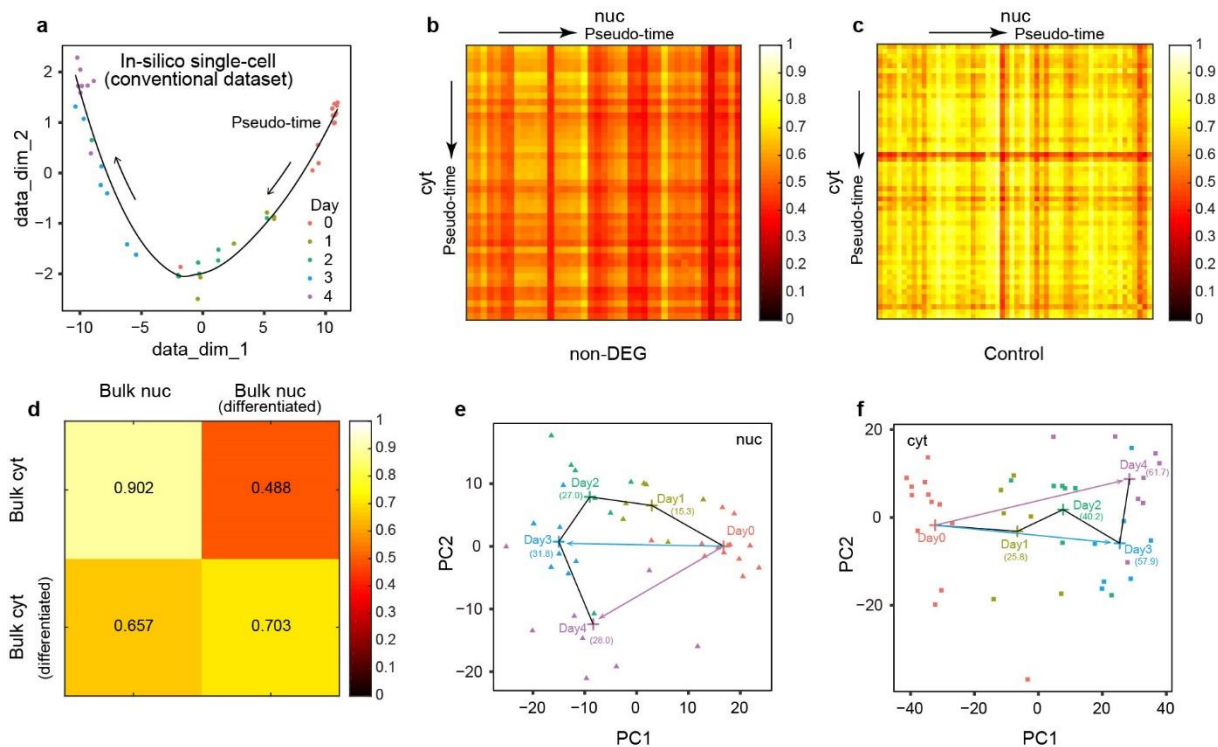 a
In-silico single-cell
(conventional dataset)
Pseudo-time
Day
0
1
2
3
4
2
1
0
−1
−2
−10
−5
0
5
10
data_dim_2
data_dim_1
b
nuc
Pseudo-time
cyt
Pseudo-time
1
0.9
0.8
0.7
0.6
0.5
0.4
0.3
0.2
0.1
0
non-DEG
c
nuc
Pseudo-time
cyt
Pseudo-time
1
0.9
0.8
0.7
0.6
0.5
0.4
0.3
0.2
0.1
0
Control
d
Bulk nuc
Bulk nuc
(differentiated)
Bulk cyt
Bulk cyt
(differentiated)
0.902
0.488
0.657
0.703
1
0.9
0.8
0.7
0.6
0.5
0.4
0.3
0.2
0.1
0
e
nuc
Day2
(27.0)
Day1
(15.3)
Day3
(31.8)
Day0
Day4
(28.0)
10
0
−10
−20
−20
−10
0
10
20
PC2
PC1
f
cyt
Day4
(61.7)
Day2
(40.2)
Day0
Day1
(25.8)
Day3
(57.9)
20
0
−20
−40
−20
0
20
40
PC2
PC1